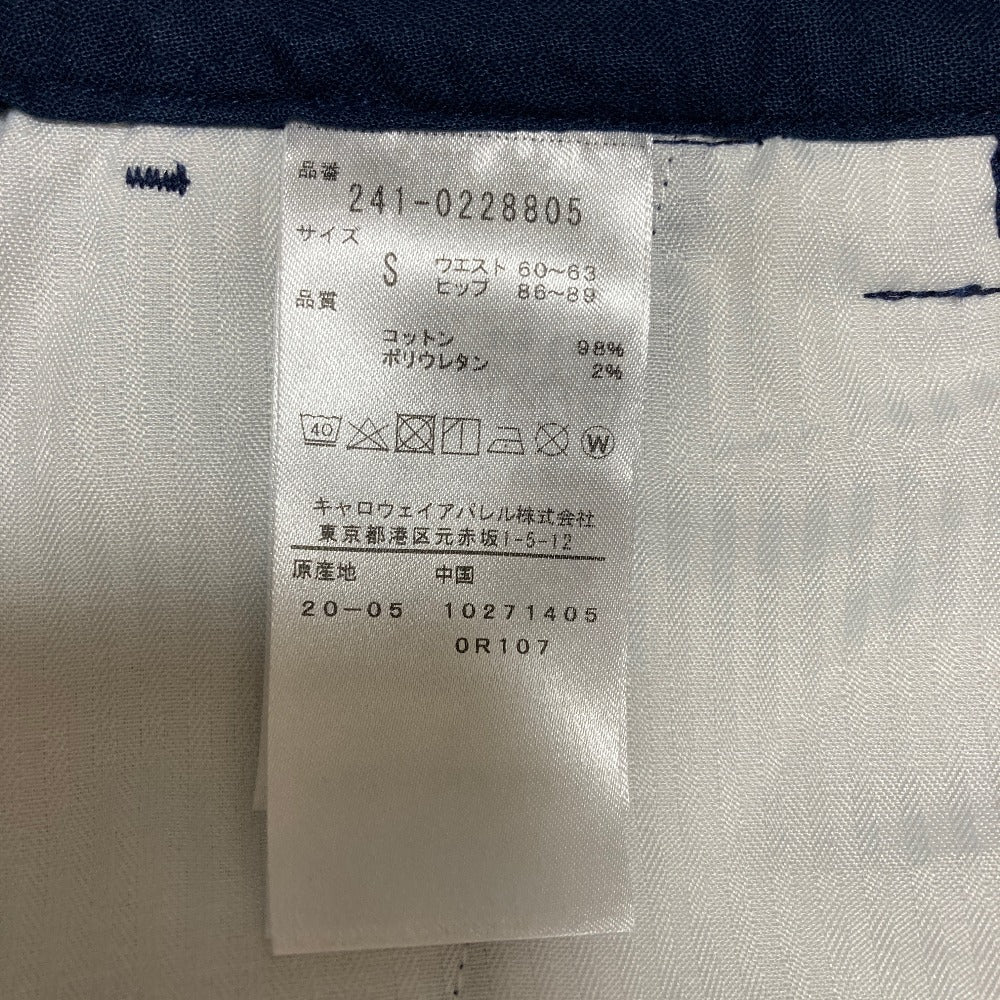 品番
241-0228805
サイズ
S ウエスト 60~63
ヒップ 86~89
品質
コットン 98%
ポリウレタン 2%
40 W
キャロウェイアパレル株式会社
東京都港区元赤坂1-5-12
原産地 中国
20-05 10271405
0R107